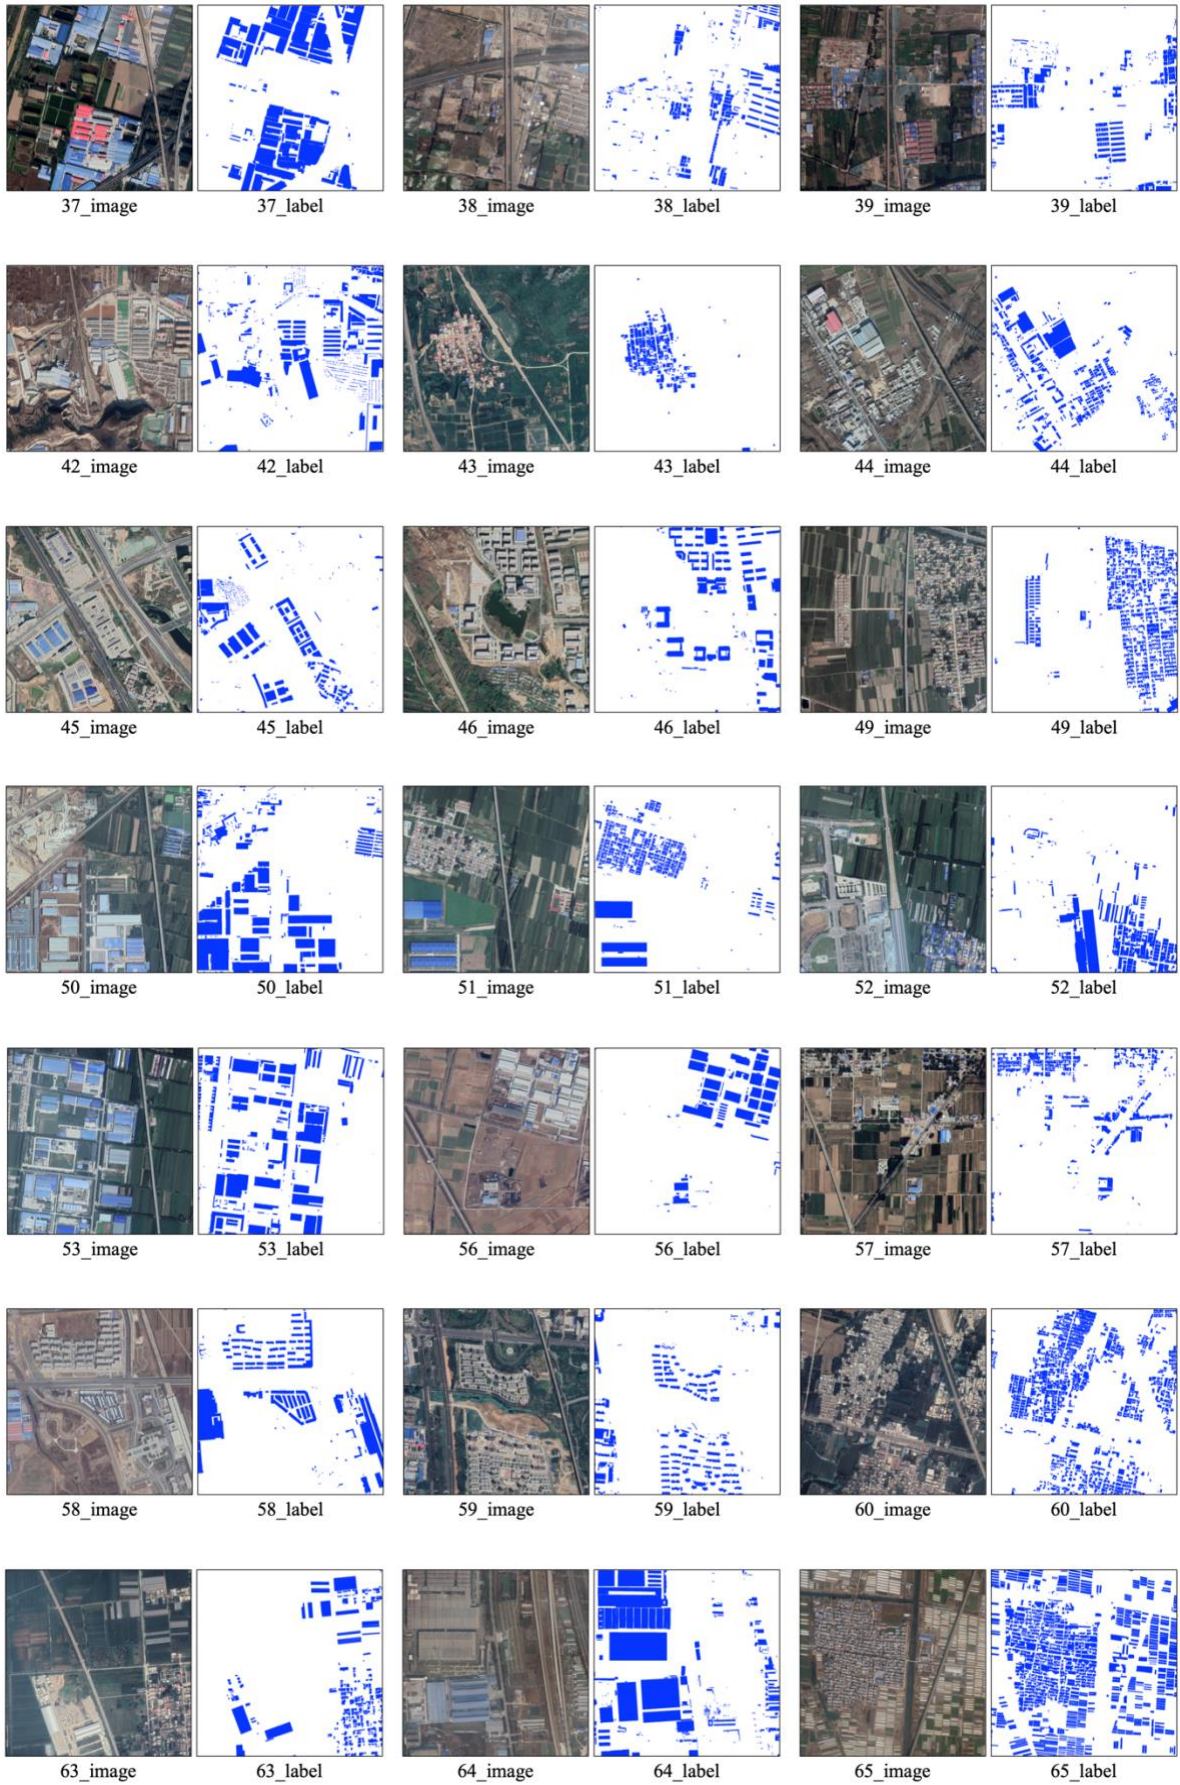 37_image 37_label 38_image 38_label 39_image 39_label
42_image 42_label 43_image 43_label 44_image 44_label
45_image 45_label 46_image 46_label 49_image 49_label
50_image 50_label 51_image 51_label 52_image 52_label
53_image 53_label 56_image 56_label 57_image 57_label
58_image 58_label 59_image 59_label 60_image 60_label
63_image 63_label 64_image 64_label 65_image 65_label